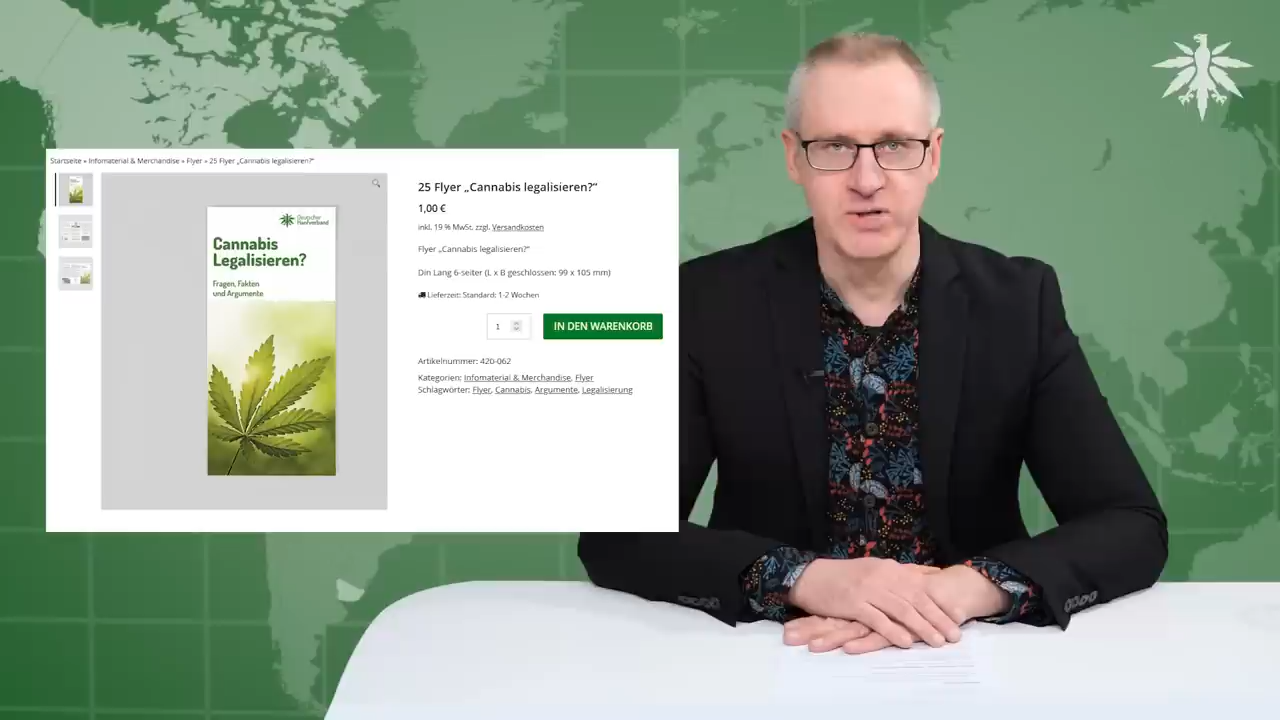 Startseite » Infomaterial & Merchandise » Flyer » 25 Flyer „Cannabis legalisieren?“
Deutscher
Hanfverband
Cannabis
Legalisieren?
Fragen, Fakten
und Argumente
25 Flyer „Cannabis legalisieren?“
1,00 €
inkl. 19 % MwSt. zzgl. Versandkosten
Flyer „Cannabis legalisieren?“
Din Lang 6-seiter (L x B geschlossen: 99 x 105 mm)
Lieferzeit: Standard: 1-2 Wochen
1
IN DEN WARENKORB
Artikelnummer: 420-062
Kategorien: Infomaterial & Merchandise, Flyer
Schlagwörter: Flyer, Cannabis, Argumente, Legalisierung